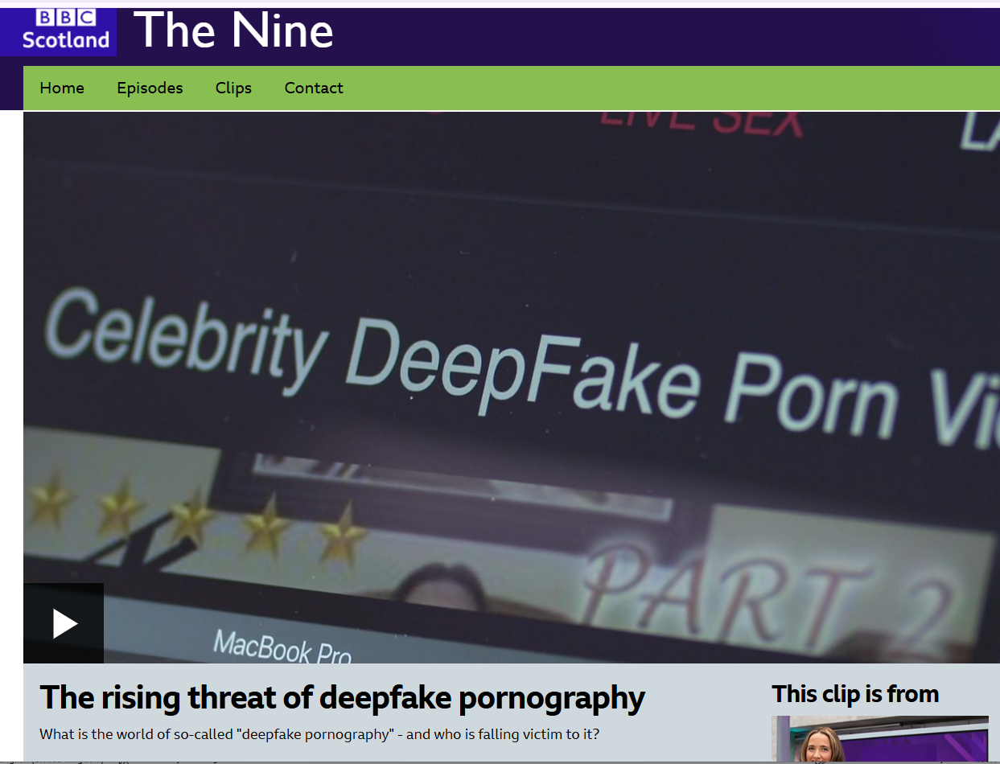 BBC
Scotland
The Nine
Home Episodes Clips Contact
LIVE SEX
Celebrity DeepFake Porn
PART 2
MacBook Pro
The rising threat of deepfake pornography
What is the world of so-called "deepfake pornography" - and who is falling victim to it?
This clip is from